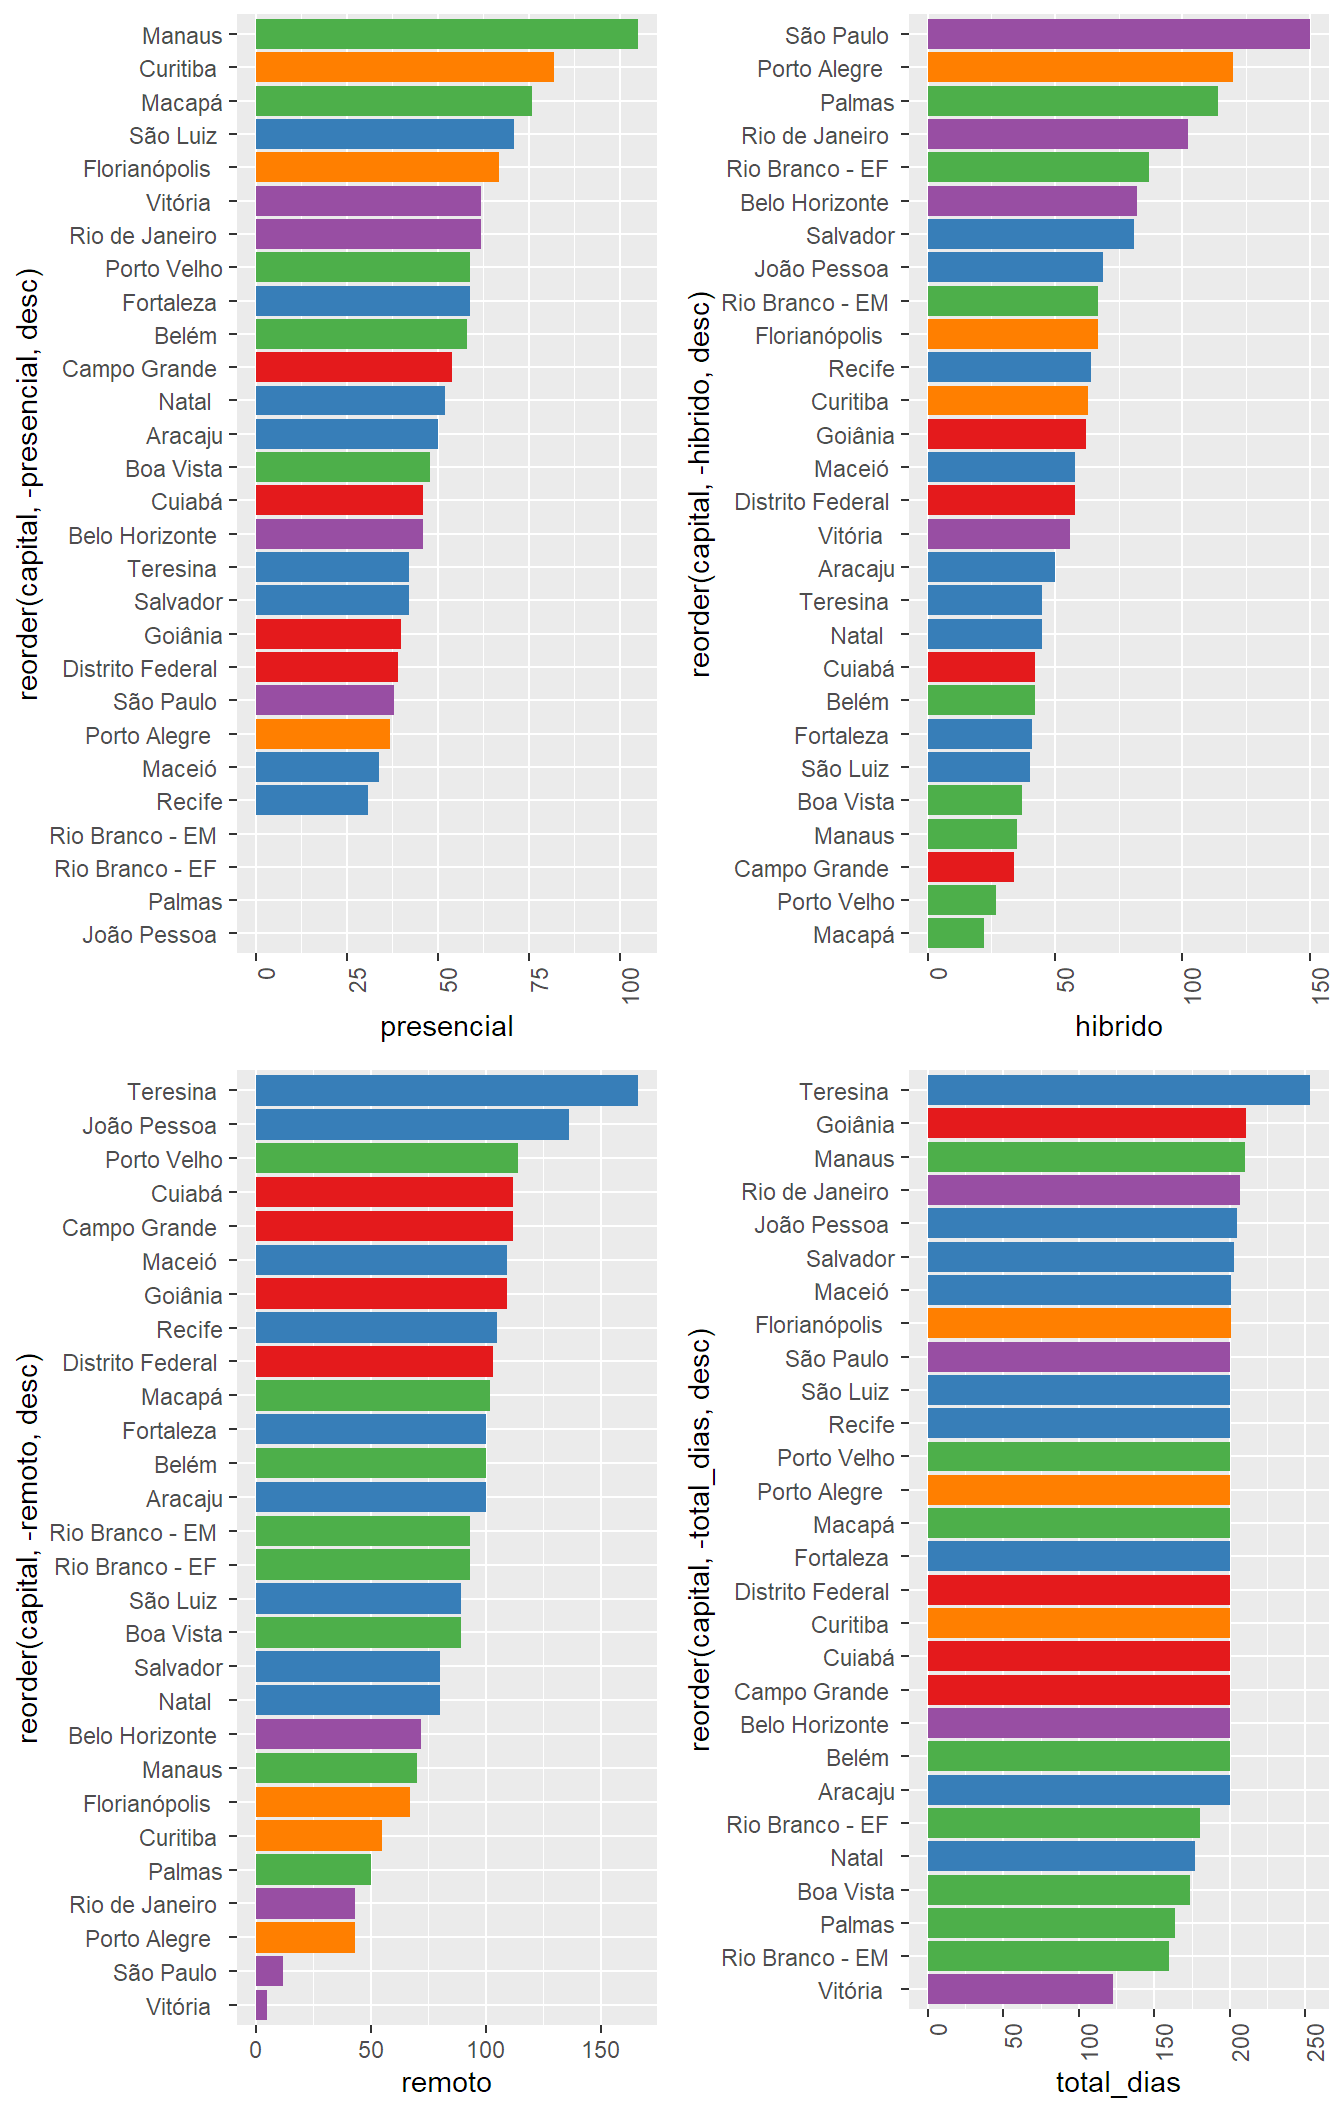 reorder(capital, -presencial, desc)
Manaus
Curitiba
Macapá
São Luiz
Florianópolis
Vitória
Rio de Janeiro
Porto Velho
Fortaleza
Belém
Campo Grande
Natal
Aracaju
Boa Vista
Cuiabá
Belo Horizonte
Teresina
Salvador
Goiânia
Distrito Federal
São Paulo
Porto Alegre
Maceió
Recife
Rio Branco - EM
Rio Branco - EF
Palmas
João Pessoa
0 25 50 75 100
presencial
reorder(capital, -hibrido, desc)
São Paulo
Porto Alegre
Palmas
Rio de Janeiro
Rio Branco - EF
Belo Horizonte
Salvador
João Pessoa
Rio Branco - EM
Florianópolis
Recife
Curitiba
Goiânia
Maceió
Distrito Federal
Vitória
Aracaju
Teresina
Natal
Cuiabá
Belém
Fortaleza
São Luiz
Boa Vista
Manaus
Campo Grande
Porto Velho
Macapá
0 50 100 150
hibrido
reorder(capital, -remoto, desc)
Teresina
João Pessoa
Porto Velho
Cuiabá
Campo Grande
Maceió
Goiânia
Recife
Distrito Federal
Macapá
Fortaleza
Belém
Aracaju
Rio Branco - EM
Rio Branco - EF
São Luiz
Boa Vista
Salvador
Natal
Belo Horizonte
Manaus
Florianópolis
Curitiba
Palmas
Rio de Janeiro
Porto Alegre
São Paulo
Vitória
0 50 100 150
remoto
reorder(capital, -total_dias, desc)
Teresina
Goiânia
Manaus
Rio de Janeiro
João Pessoa
Salvador
Maceió
Florianópolis
São Paulo
São Luiz
Recife
Porto Velho
Porto Alegre
Macapá
Fortaleza
Distrito Federal
Curitiba
Cuiabá
Campo Grande
Belo Horizonte
Belém
Aracaju
Rio Branco - EF
Natal
Boa Vista
Palmas
Rio Branco - EM
Vitória
0 50 100 150 200 250
total_dias